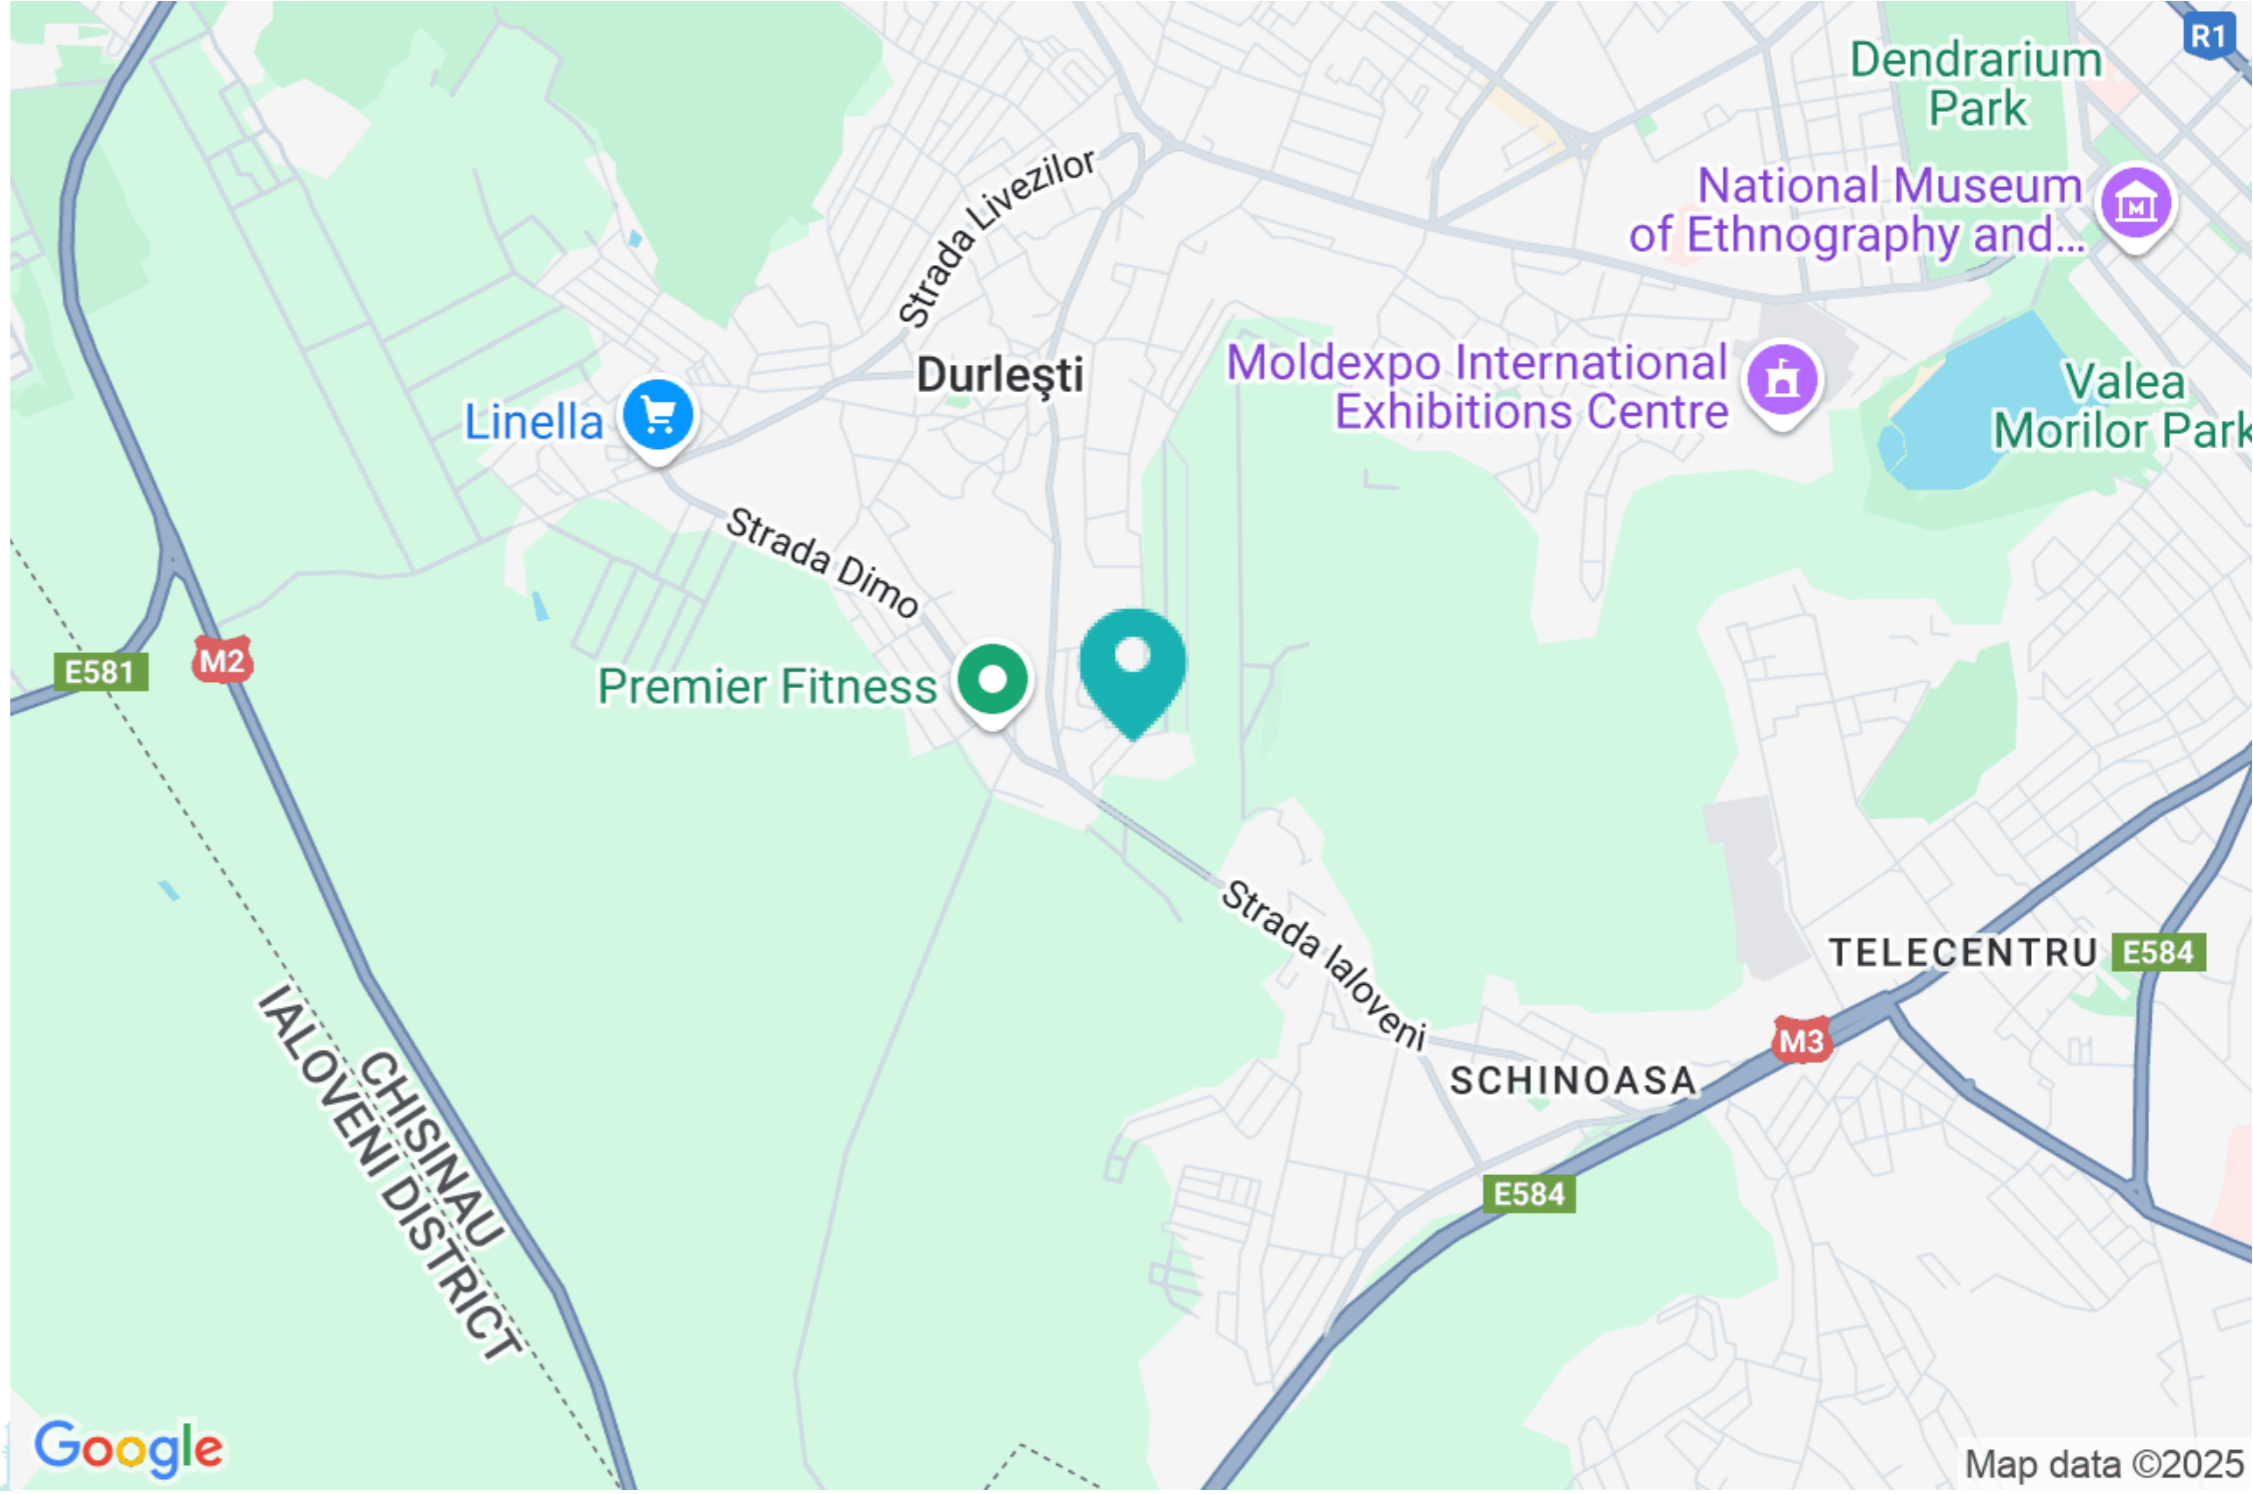 R1
Dendrarium
Park
National Museum
of Ethnography and...
Strada Livezilor
Durleşti
Moldexpo International
Exhibitions Centre
Valea
Morilor Park
Linella
Strada Dimo
E581
M2
Premier Fitness
Strada Ialoveni
TELECENTRU
E584
M3
SCHINOASA
E584
CHISINAU
IALOVENI DISTRICT
Google
Map data ©2025